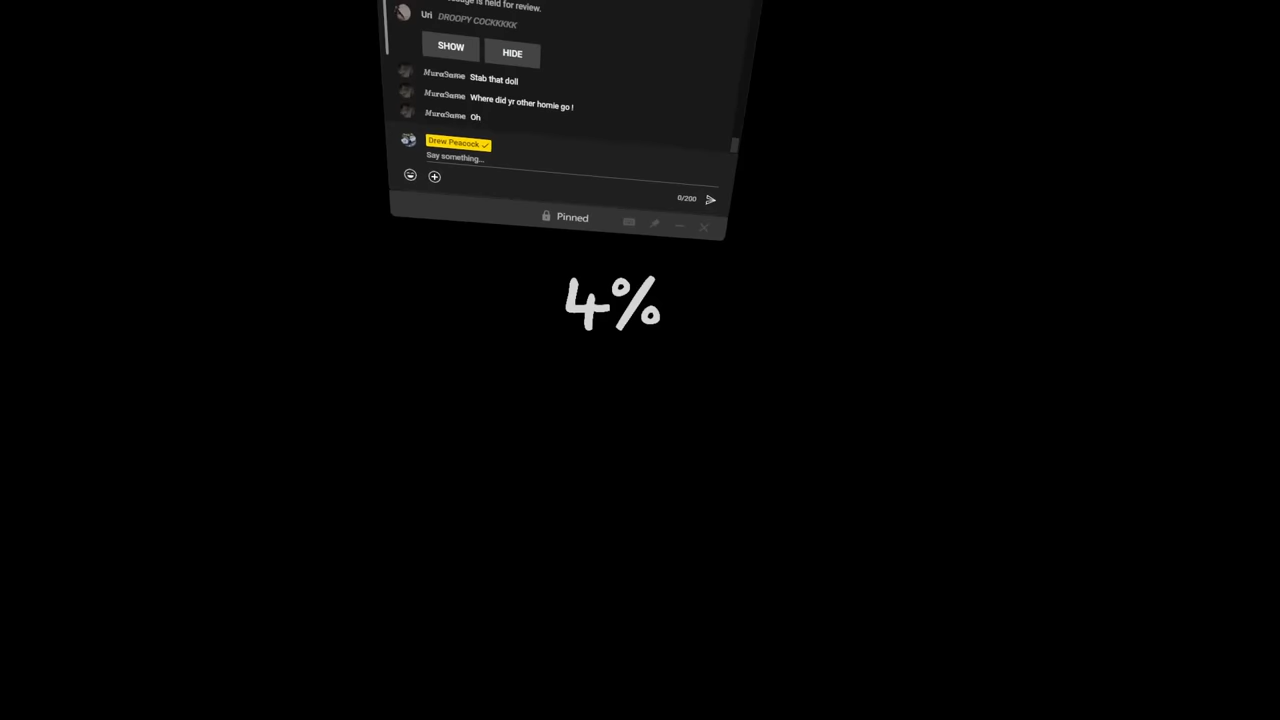 ssage is held for review.
Uri DROOPY COCKKKKK
SHOW HIDE
MuraSame Stab that doll
MuraSame Where did yr other homie go !
MuraSame Oh
Drew Peacock
Say something...
0/200
Pinned
4%